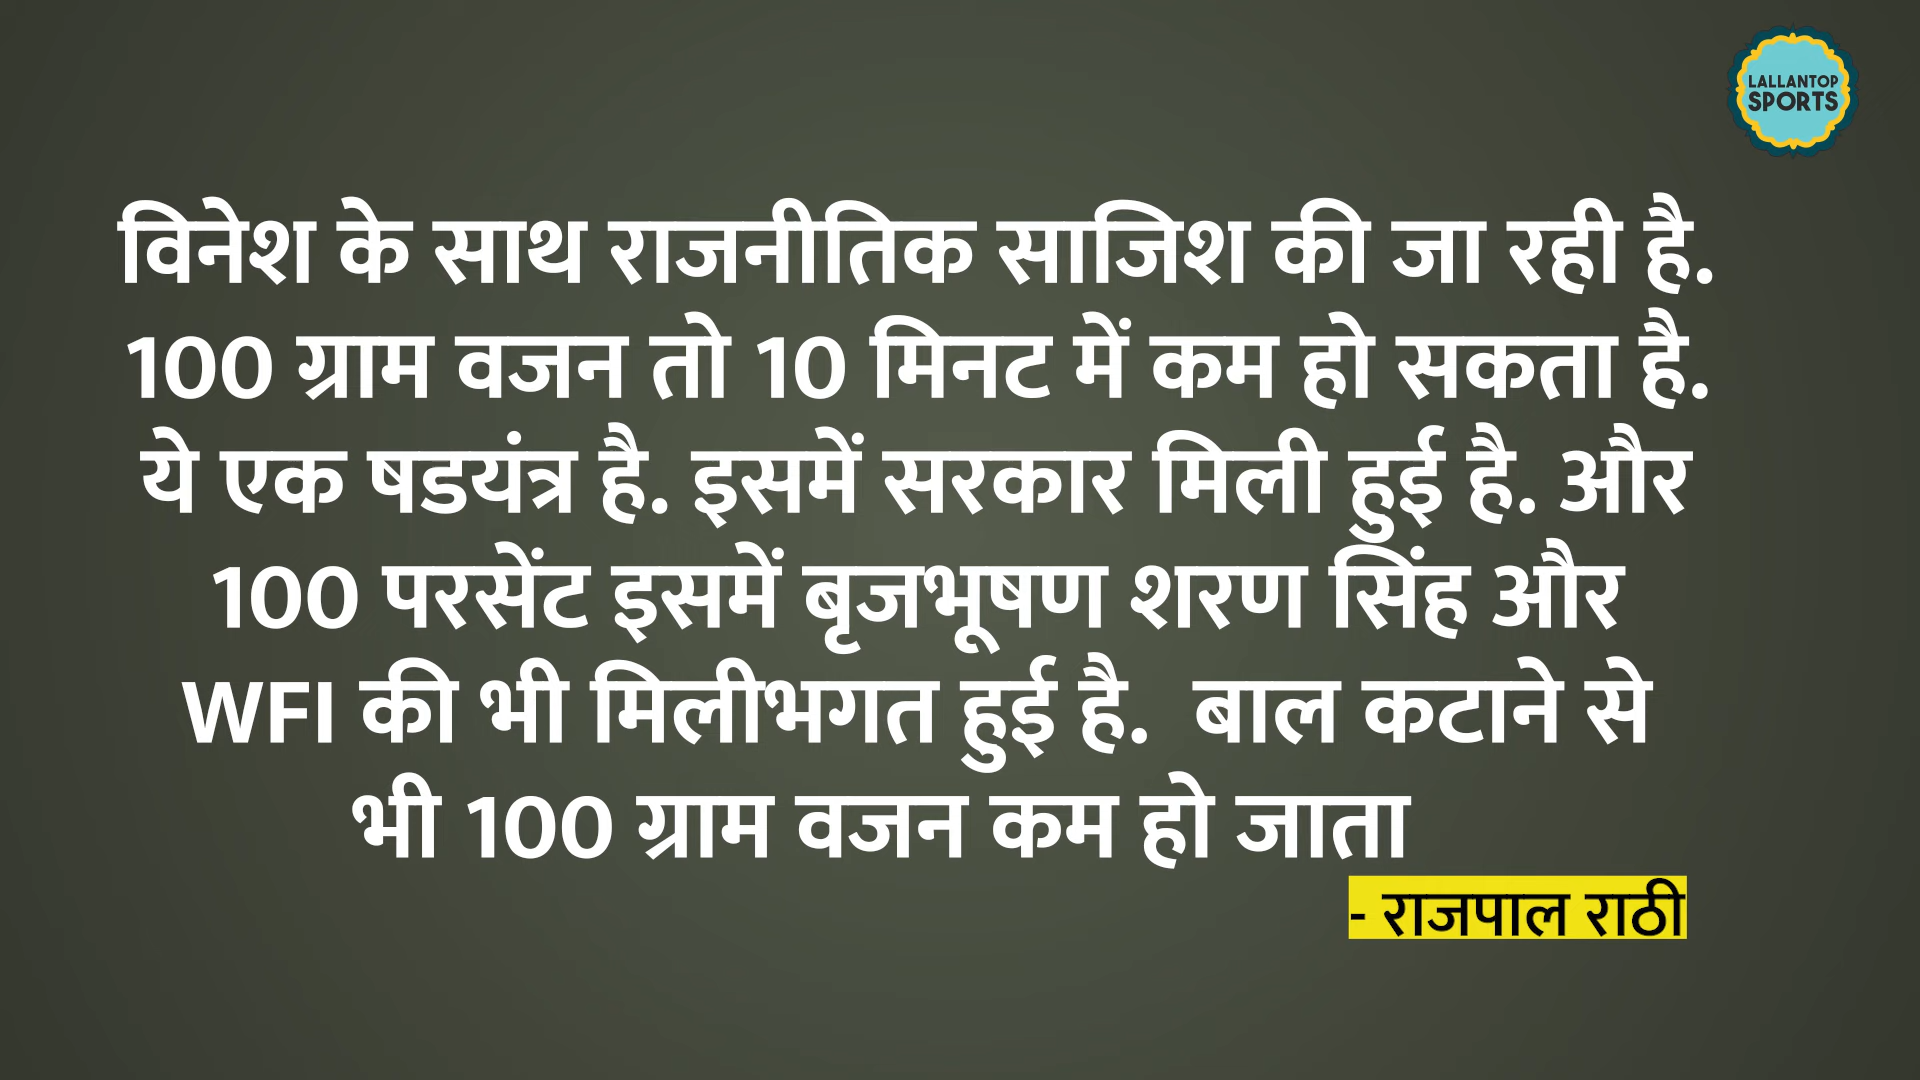 LALLANTOP
SPORTS
विनेश के साथ राजनीतिक साजिश की जा रही है.
100 ग्राम वजन तो 10 मिनट में कम हो सकता है.
ये एक षडयंत्र है. इसमें सरकार मिली हुई है. और
100 परसेंट इसमें बृजभूषण शरण सिंह और
WFI की भी मिलीभगत हुई है. बाल कटाने से
भी 100 ग्राम वजन कम हो जाता
- राजपाल राठी